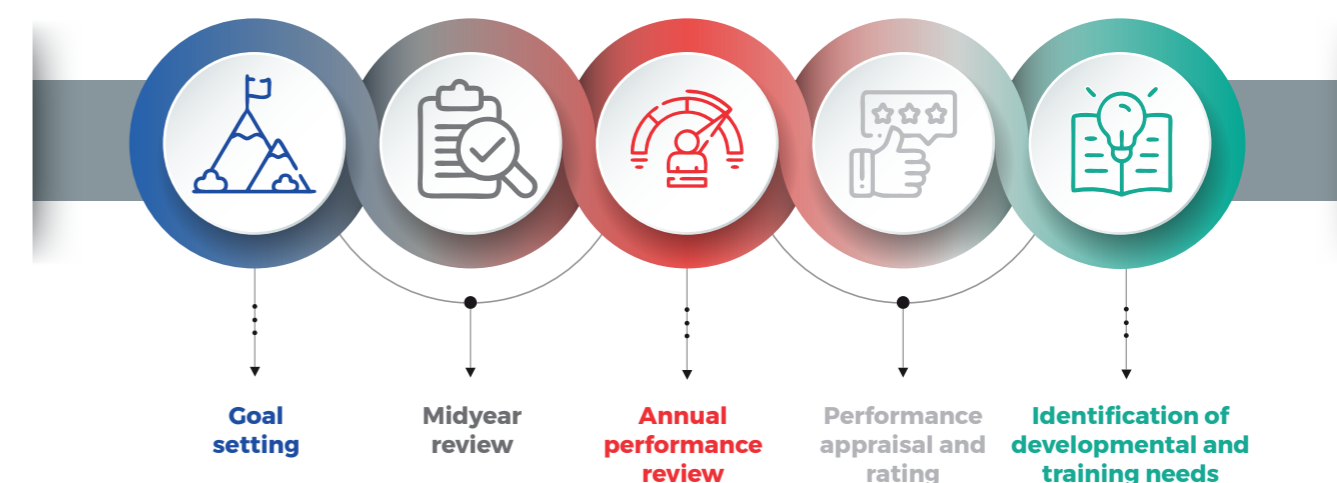 Goal
setting
Midyear
review
Annual
performance
review
Performance
appraisal and
rating
Identification of
developmental and
training needs